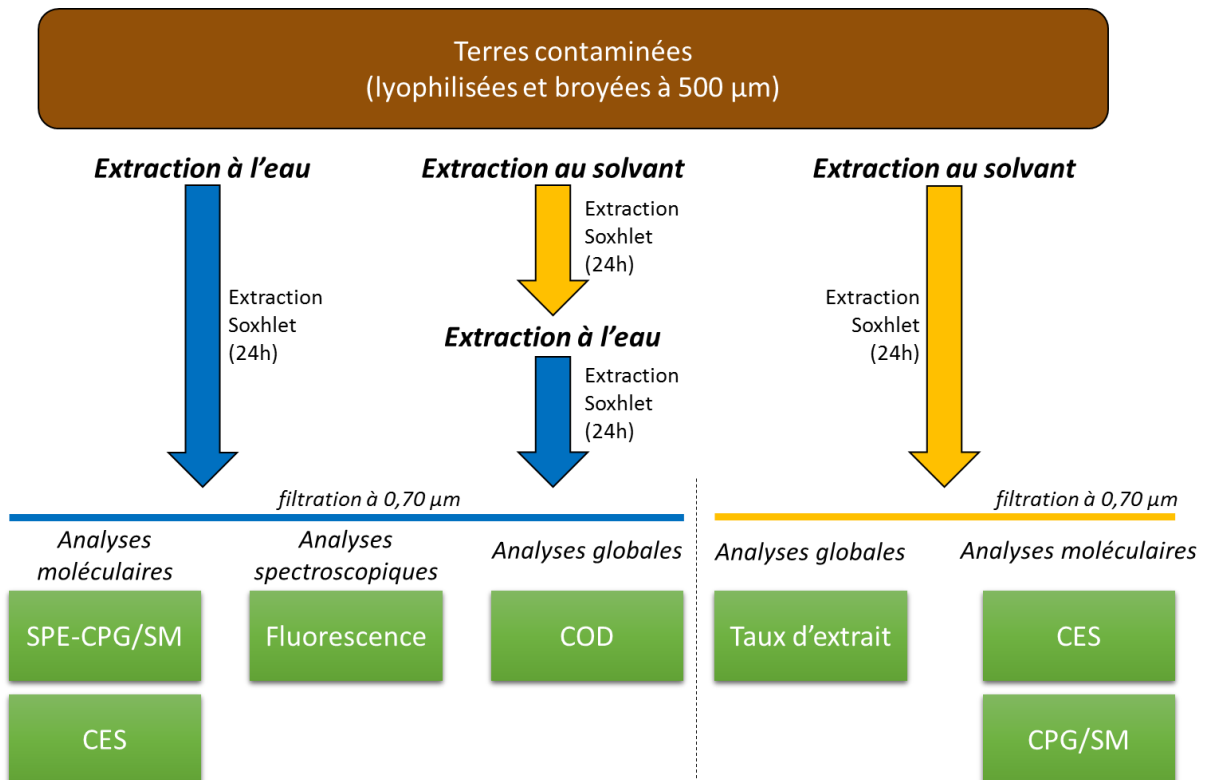 Terres contaminées
(lyophilisées et broyées à 500 µm)
Extraction à l’eau
Extraction au solvant
Extraction au solvant
Extraction
Soxhlet
(24h)
Extraction
Soxhlet
(24h)
Extraction
Soxhlet
(24h)
Extraction à l’eau
Extraction
Soxhlet
(24h)
filtration à 0,70 µm
filtration à 0,70 µm
Analyses
moléculaires
Analyses
spectroscopiques
Analyses globales
Analyses globales
Analyses moléculaires
SPE-CPG/SM
Fluorescence
COD
Taux d’extrait
CES
CES
CPG/SM